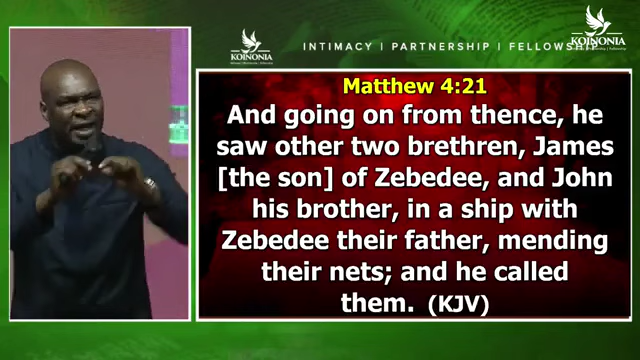 KOINONIA
INTIMACY | PARTNERSHIP | FELLOWSHIP
KOINONIA
Matthew 4:21
And going on from thence, he
saw other two brethren, James
[the son] of Zebedee, and John
his brother, in a ship with
Zebedee their father, mending
their nets; and he called
them. (KJV)